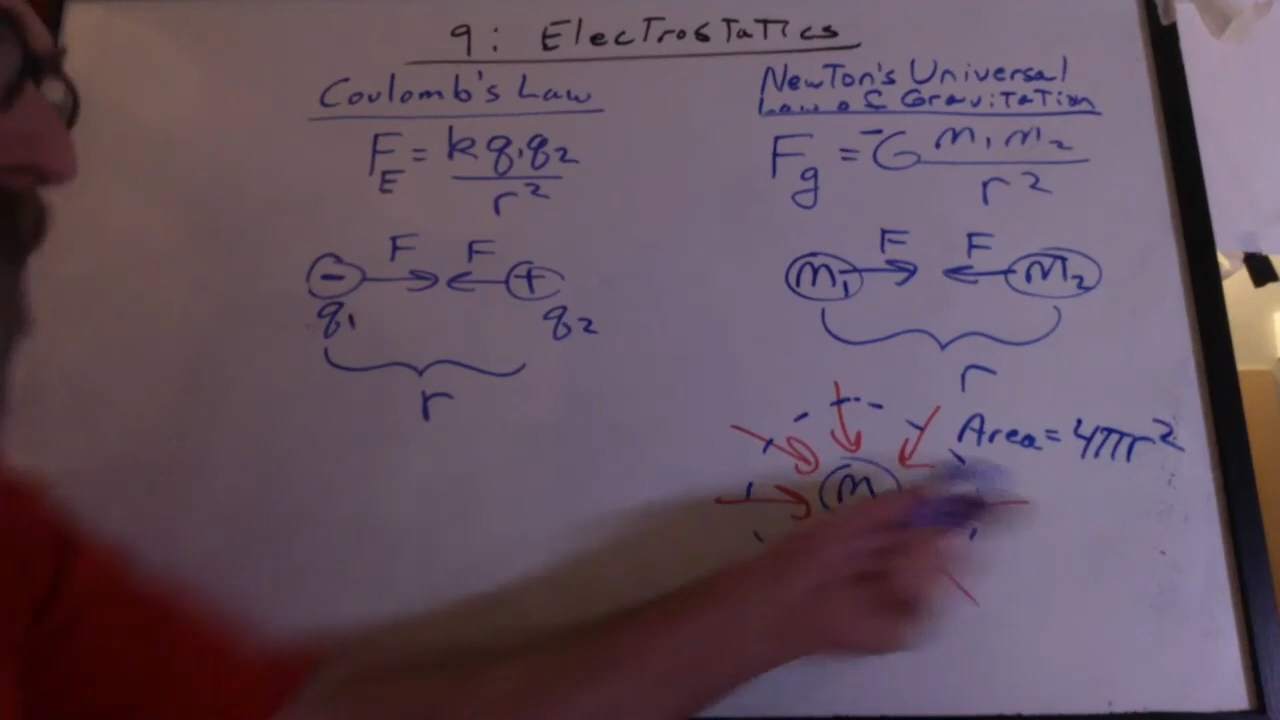 9: Electrostatics
Coulomb's Law
F_E = kq₁q₂ / r²
F F
- +
q₁ q₂
r
Newton's Universal
Law of Gravitation
F_g = -G m₁m₂ / r²
F F
m₁ m₂
r
Area = 4πr²
m